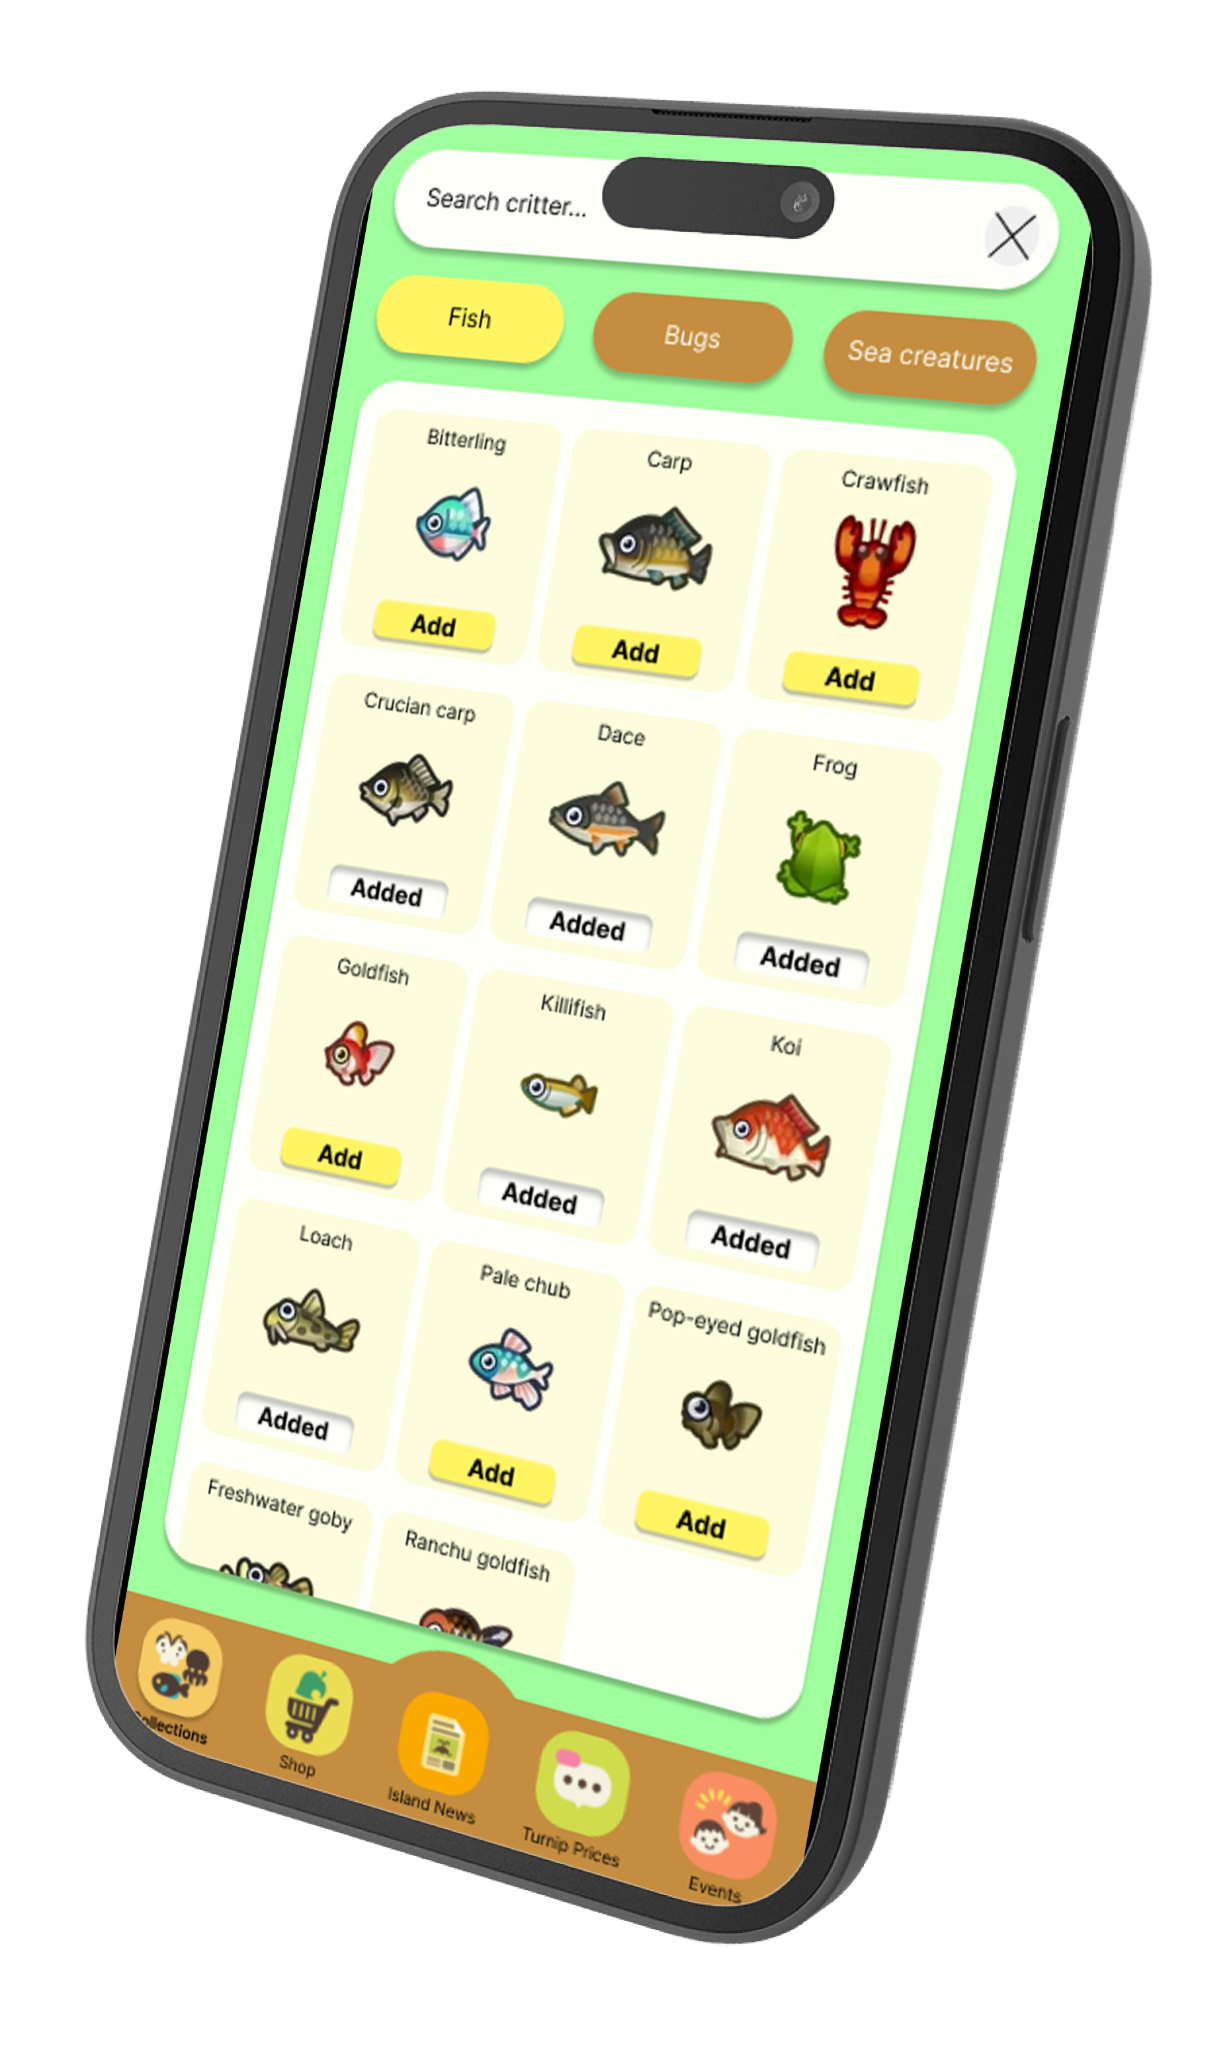 Search critter...
Fish
Bugs
Sea creatures
Bitterling
Carp
Crawfish
Add
Add
Add
Crucian carp
Dace
Frog
Added
Added
Added
Goldfish
Killifish
Koi
Add
Added
Added
Loach
Pale chub
Pop-eyed goldfish
Added
Add
Add
Freshwater goby
Ranchu goldfish
Collections
Shop
Island News
Turnip Prices
Events